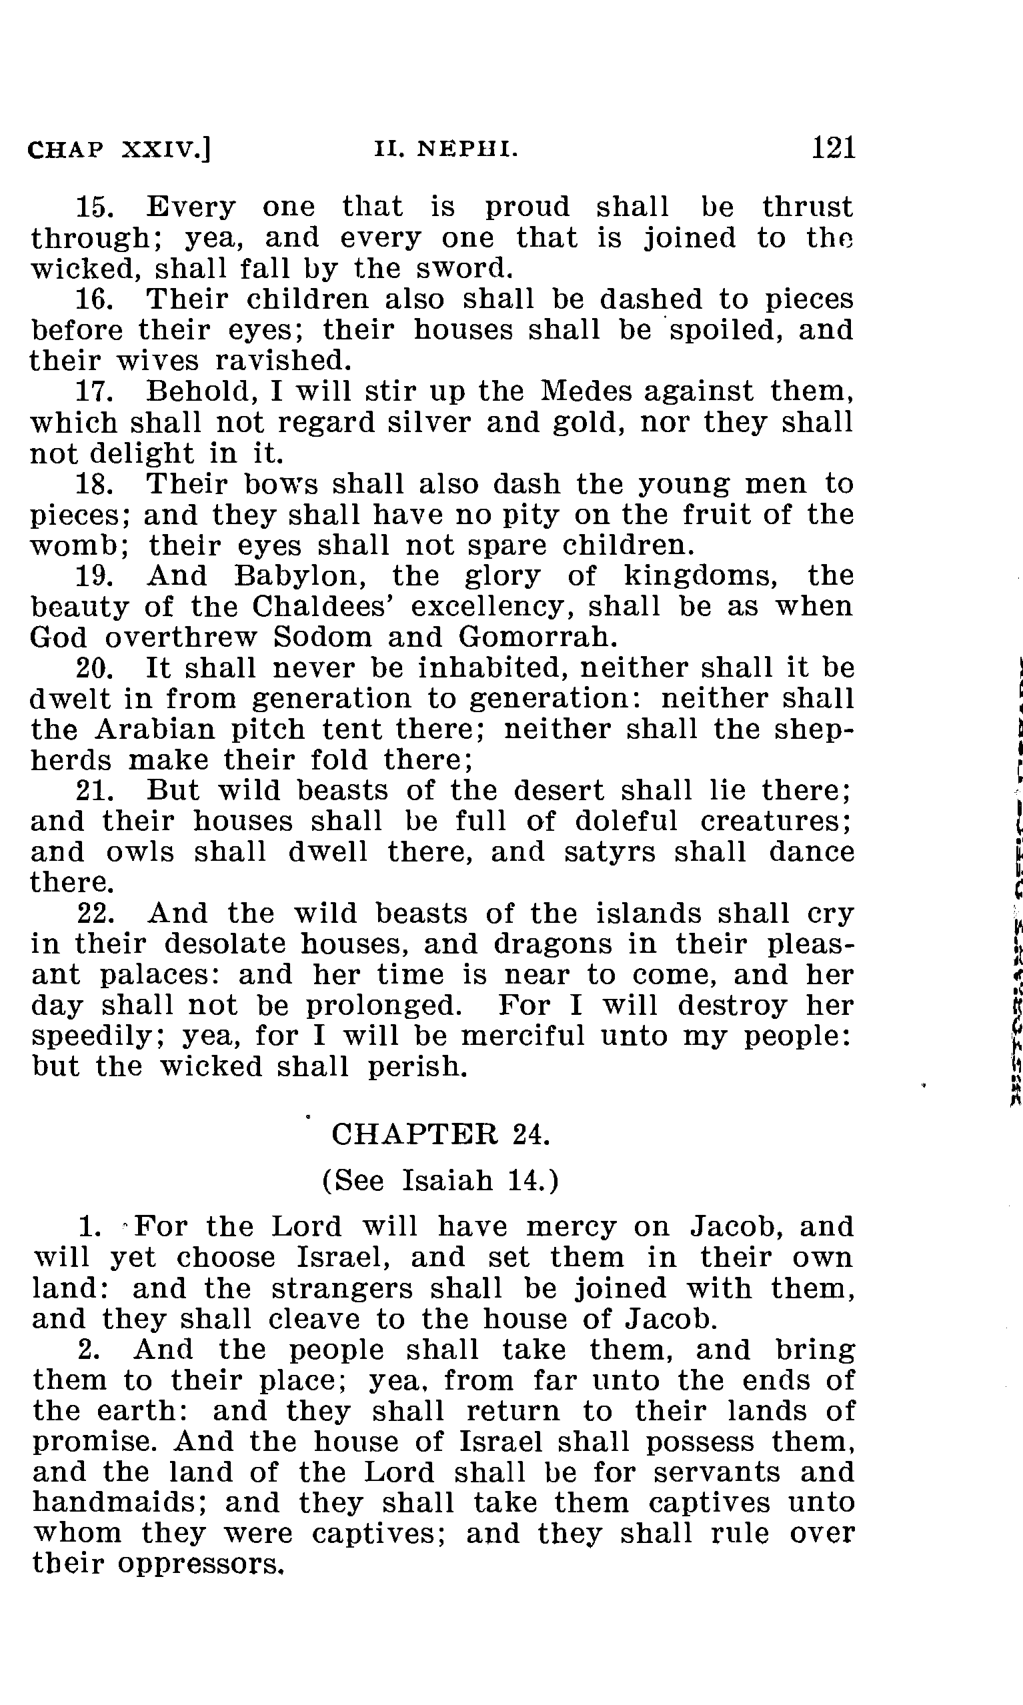 CHAP XXIV.] II. NEPHI. 121
15. Every one that is proud shall be thrust
through; yea, and every one that is joined to the
wicked, shall fall by the sword.
16. Their children also shall be dashed to pieces
before their eyes; their houses shall be spoiled, and
their wives ravished.
17. Behold, I will stir up the Medes against them,
which shall not regard silver and gold, nor they shall
not delight in it.
18. Their bows shall also dash the young men to
pieces; and they shall have no pity on the fruit of the
womb; their eyes shall not spare children.
19. And Babylon, the glory of kingdoms, the
beauty of the Chaldees' excellency, shall be as when
God overthrew Sodom and Gomorrah.
20. It shall never be inhabited, neither shall it be
dwelt in from generation to generation: neither shall
the Arabian pitch tent there; neither shall the shep-
herds make their fold there;
21. But wild beasts of the desert shall lie there;
and their houses shall be full of doleful creatures;
and owls shall dwell there, and satyrs shall dance
there.
22. And the wild beasts of the islands shall cry
in their desolate houses, and dragons in their pleas-
ant palaces: and her time is near to come, and her
day shall not be prolonged. For I will destroy her
speedily; yea, for I will be merciful unto my people:
but the wicked shall perish.
CHAPTER 24.
(See Isaiah 14.)
1. For the Lord will have mercy on Jacob, and
will yet choose Israel, and set them in their own
land: and the strangers shall be joined with them,
and they shall cleave to the house of Jacob.
2. And the people shall take them, and bring
them to their place; yea, from far unto the ends of
the earth: and they shall return to their lands of
promise. And the house of Israel shall possess them,
and the land of the Lord shall be for servants and
handmaids; and they shall take them captives unto
whom they were captives; and they shall rule over
their oppressors.